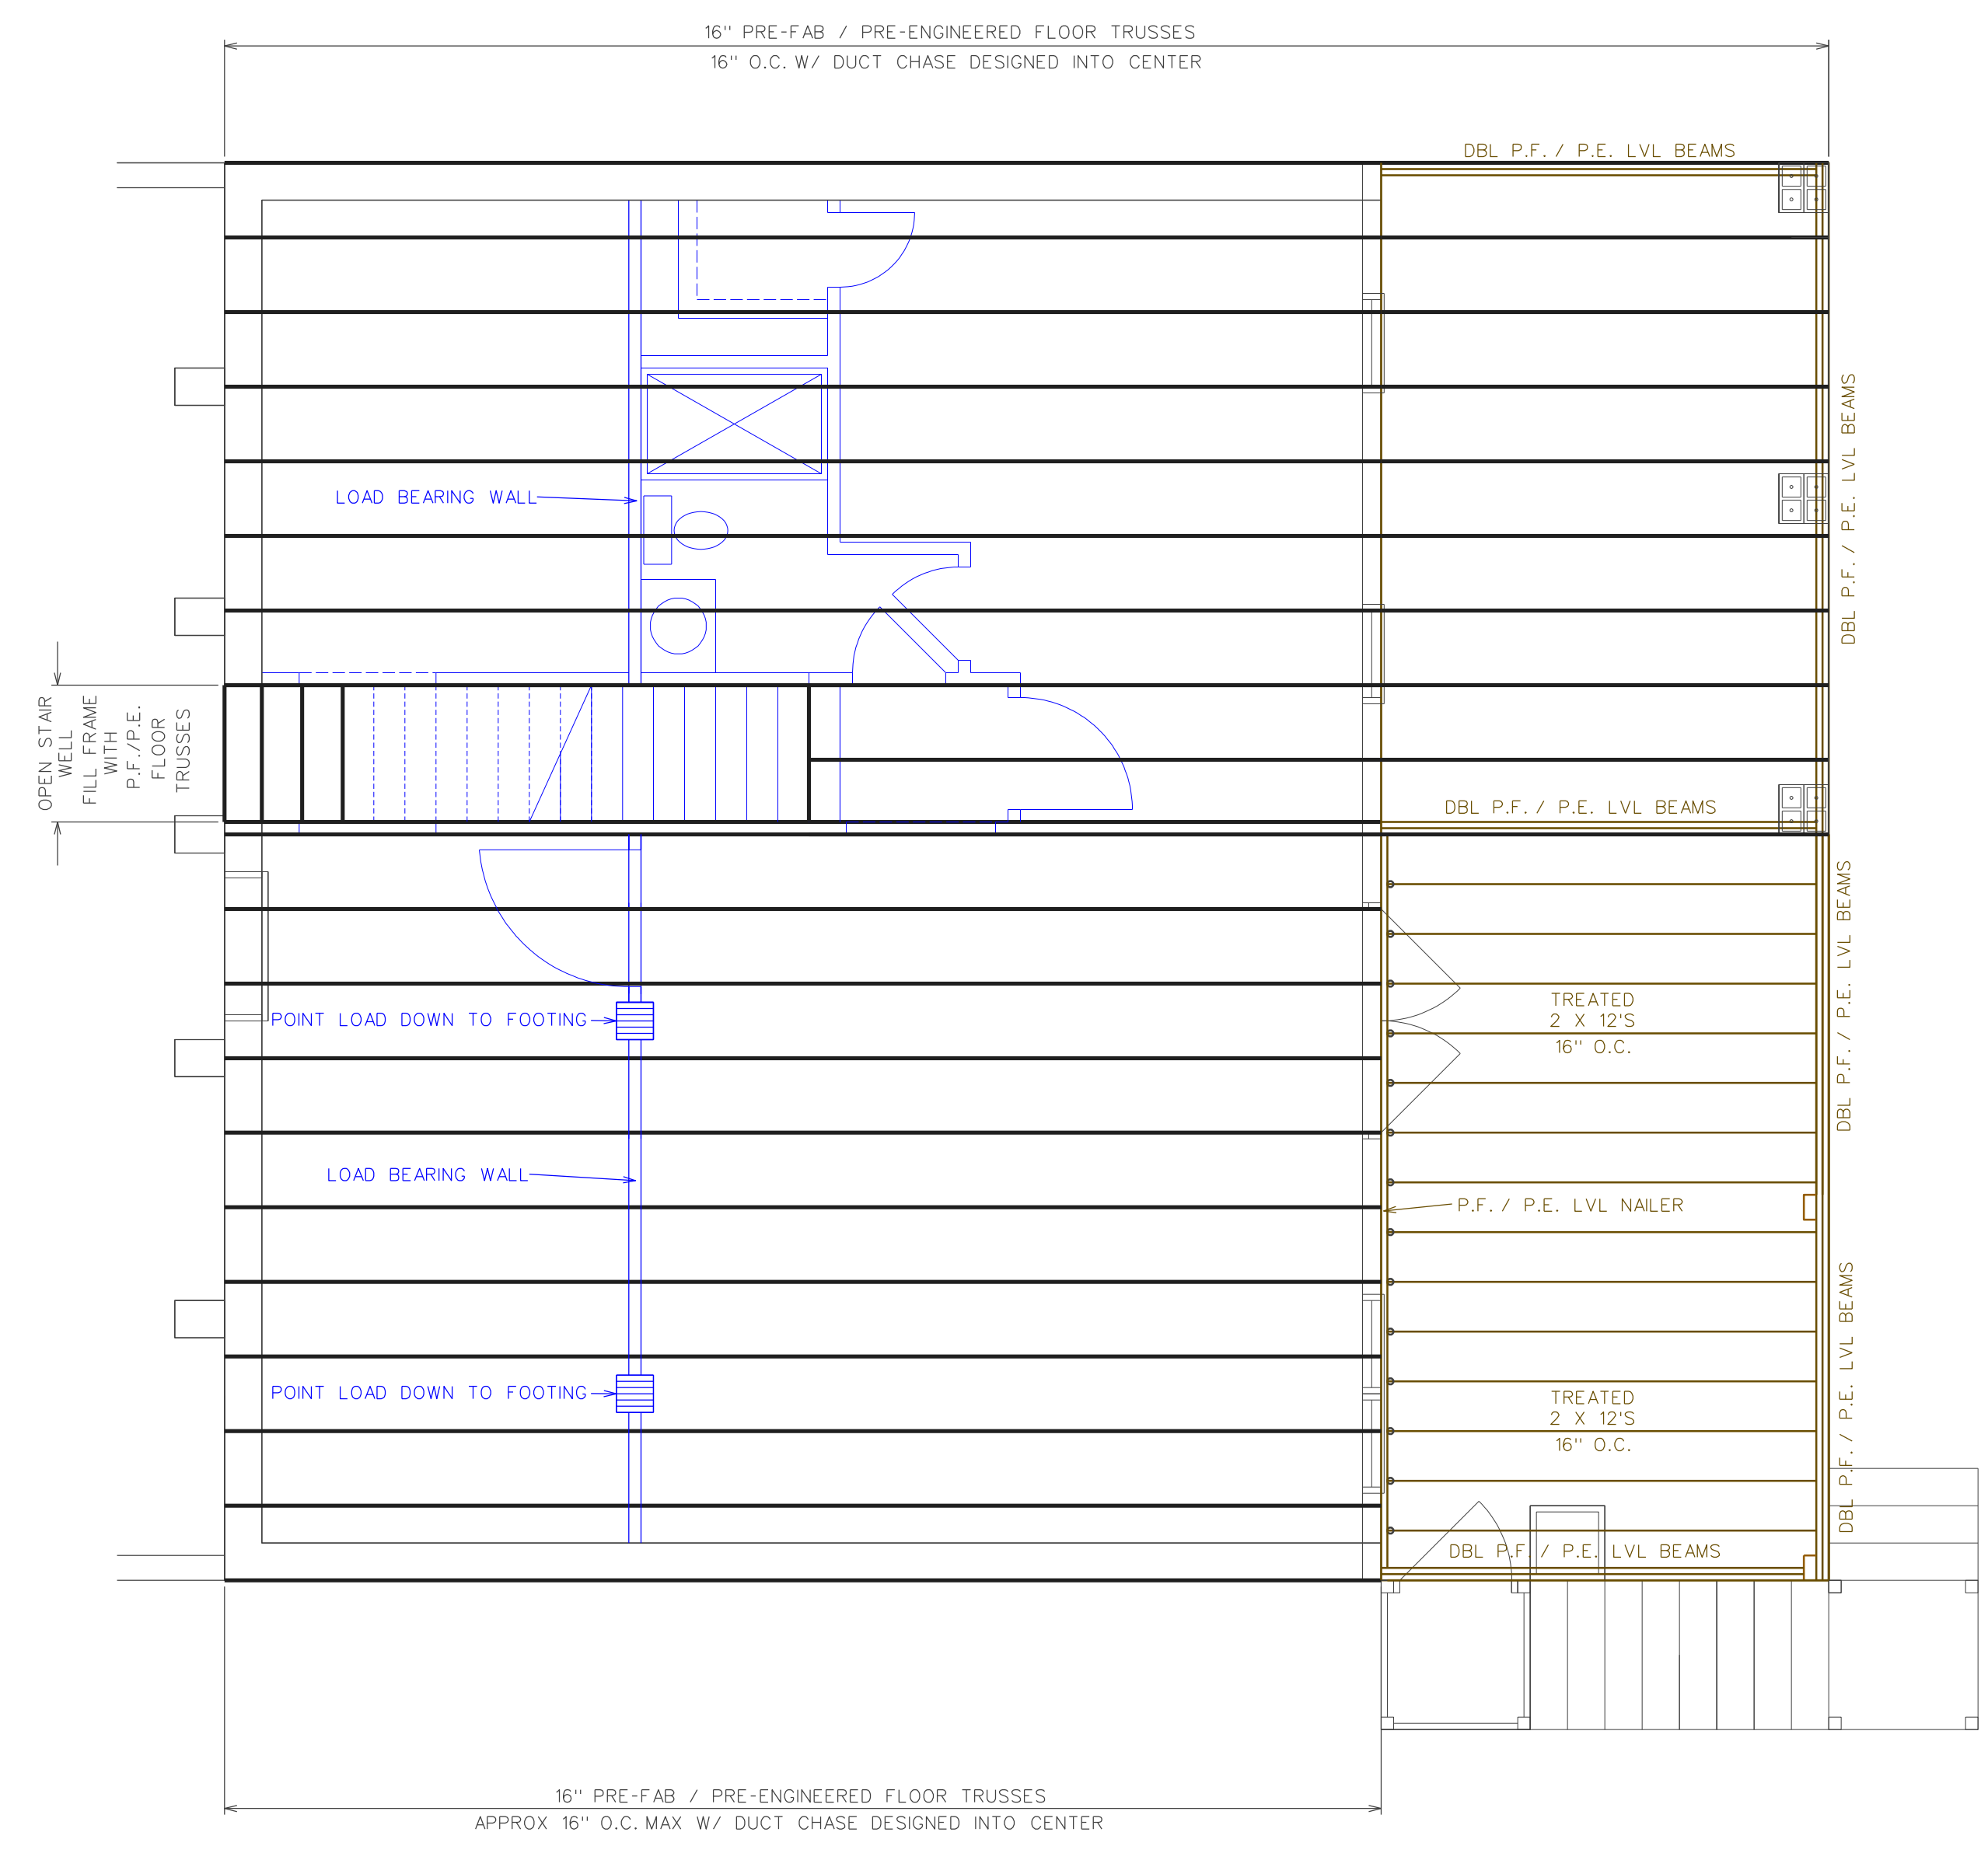 16" PRE-FAB / PRE-ENGINEERED FLOOR TRUSSES
16" O.C. W/ DUCT CHASE DESIGNED INTO CENTER
DBL P.F. / P.E. LVL BEAMS
DBL P.F. / P.E. LVL BEAMS
LOAD BEARING WALL
OPEN STAIR
WELL
FILL FRAME
WITH
P.F./P.E.
FLOOR
TRUSSES
DBL P.F. / P.E. LVL BEAMS
DBL P.F. / P.E. LVL BEAMS
POINT LOAD DOWN TO FOOTING
TREATED
2 X 12'S
16" O.C.
LOAD BEARING WALL
P.F. / P.E. LVL NAILER
DBL P.F. / P.E. LVL BEAMS
POINT LOAD DOWN TO FOOTING
TREATED
2 X 12'S
16" O.C.
DBL P.F. / P.E. LVL BEAMS
16" PRE-FAB / PRE-ENGINEERED FLOOR TRUSSES
APPROX 16" O.C. MAX W/ DUCT CHASE DESIGNED INTO CENTER